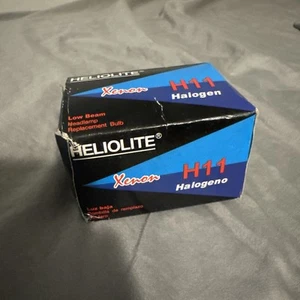 HELIOLITE®
Xenon
H11
Halogen
Low Beam
Headlamp
Replacement Bulb
HELIOLITE®
Xenon
H11
Halogeno
Luz baja